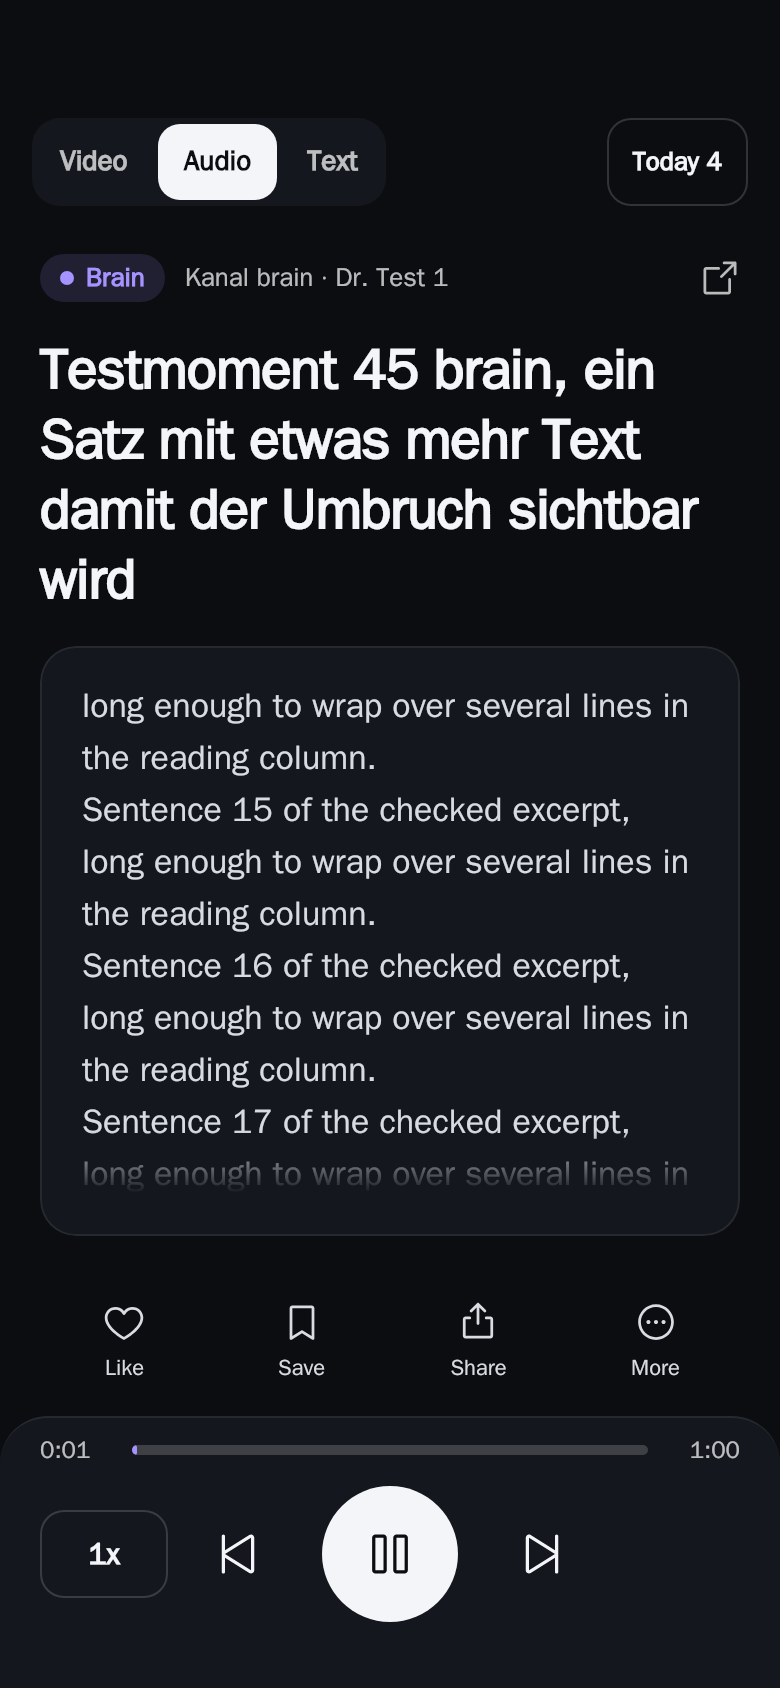 Video Audio Text Today 4
Brain Kanal brain · Dr. Test 1
Testmoment 45 brain, ein
Satz mit etwas mehr Text
damit der Umbruch sichtbar
wird
long enough to wrap over several lines in
the reading column.
Sentence 15 of the checked excerpt,
long enough to wrap over several lines in
the reading column.
Sentence 16 of the checked excerpt,
long enough to wrap over several lines in
the reading column.
Sentence 17 of the checked excerpt,
long enough to wrap over several lines in
Like Save Share More
0:01 1:00
1x